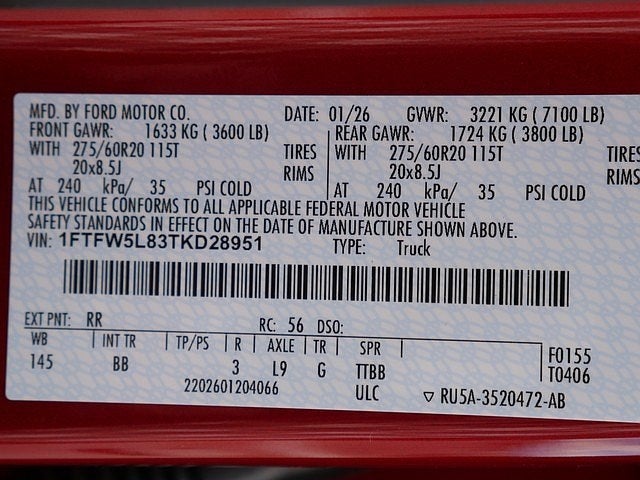 MFD. BY FORD MOTOR CO. DATE: 01/26 GVWR: 3221 KG ( 7100 LB)
FRONT GAWR: 1633 KG ( 3600 LB) REAR GAWR: 1724 KG ( 3800 LB)
WITH 275/60R20 115T TIRES WITH 275/60R20 115T TIRES
20x8.5J RIMS 20x8.5J RIMS
AT 240 kPa/ 35 PSI COLD AT 240 kPa/ 35 PSI COLD
THIS VEHICLE CONFORMS TO ALL APPLICABLE FEDERAL MOTOR VEHICLE
SAFETY STANDARDS IN EFFECT ON THE DATE OF MANUFACTURE SHOWN ABOVE.
VIN: 1FTFW5L83TKD28951 TYPE: Truck
EXT PNT: RR RC: 56 DSO:
WB INT TR TP/PS R AXLE TR SPR F0155
145 BB 3 L9 G TTBB T0406
2202601204066 ULC ▽ RU5A-3520472-AB